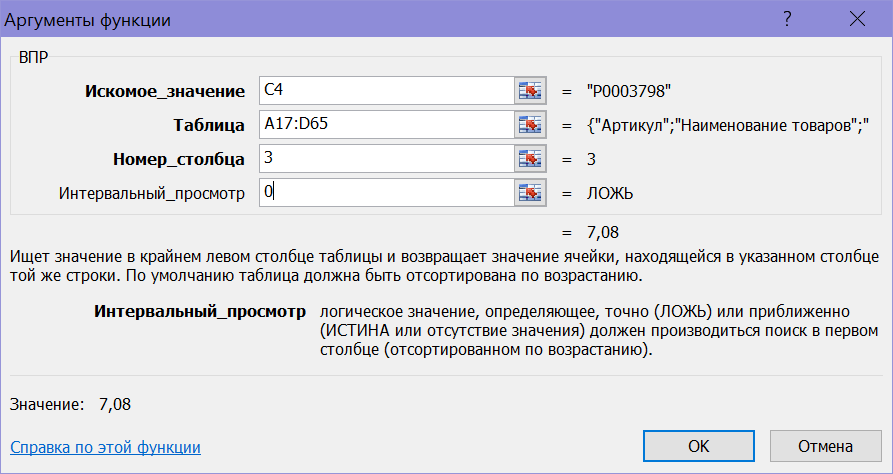 Аргументы функции ?
ВПР
Искомое_значение C4 = "P0003798"
Таблица A17:D65 = {"Артикул";"Наименование товаров";"
Номер_столбца 3 = 3
Интервальный_просмотр 0 = ЛОЖЬ
= 7,08
Ищет значение в крайнем левом столбце таблицы и возвращает значение ячейки, находящейся в указанном столбце
той же строки. По умолчанию таблица должна быть отсортирована по возрастанию.
Интервальный_просмотр логическое значение, определяющее, точно (ЛОЖЬ) или приближенно
(ИСТИНА или отсутствие значения) должен производиться поиск в первом
столбце (отсортированном по возрастанию).
Значение: 7,08
Справка по этой функции OK Отмена